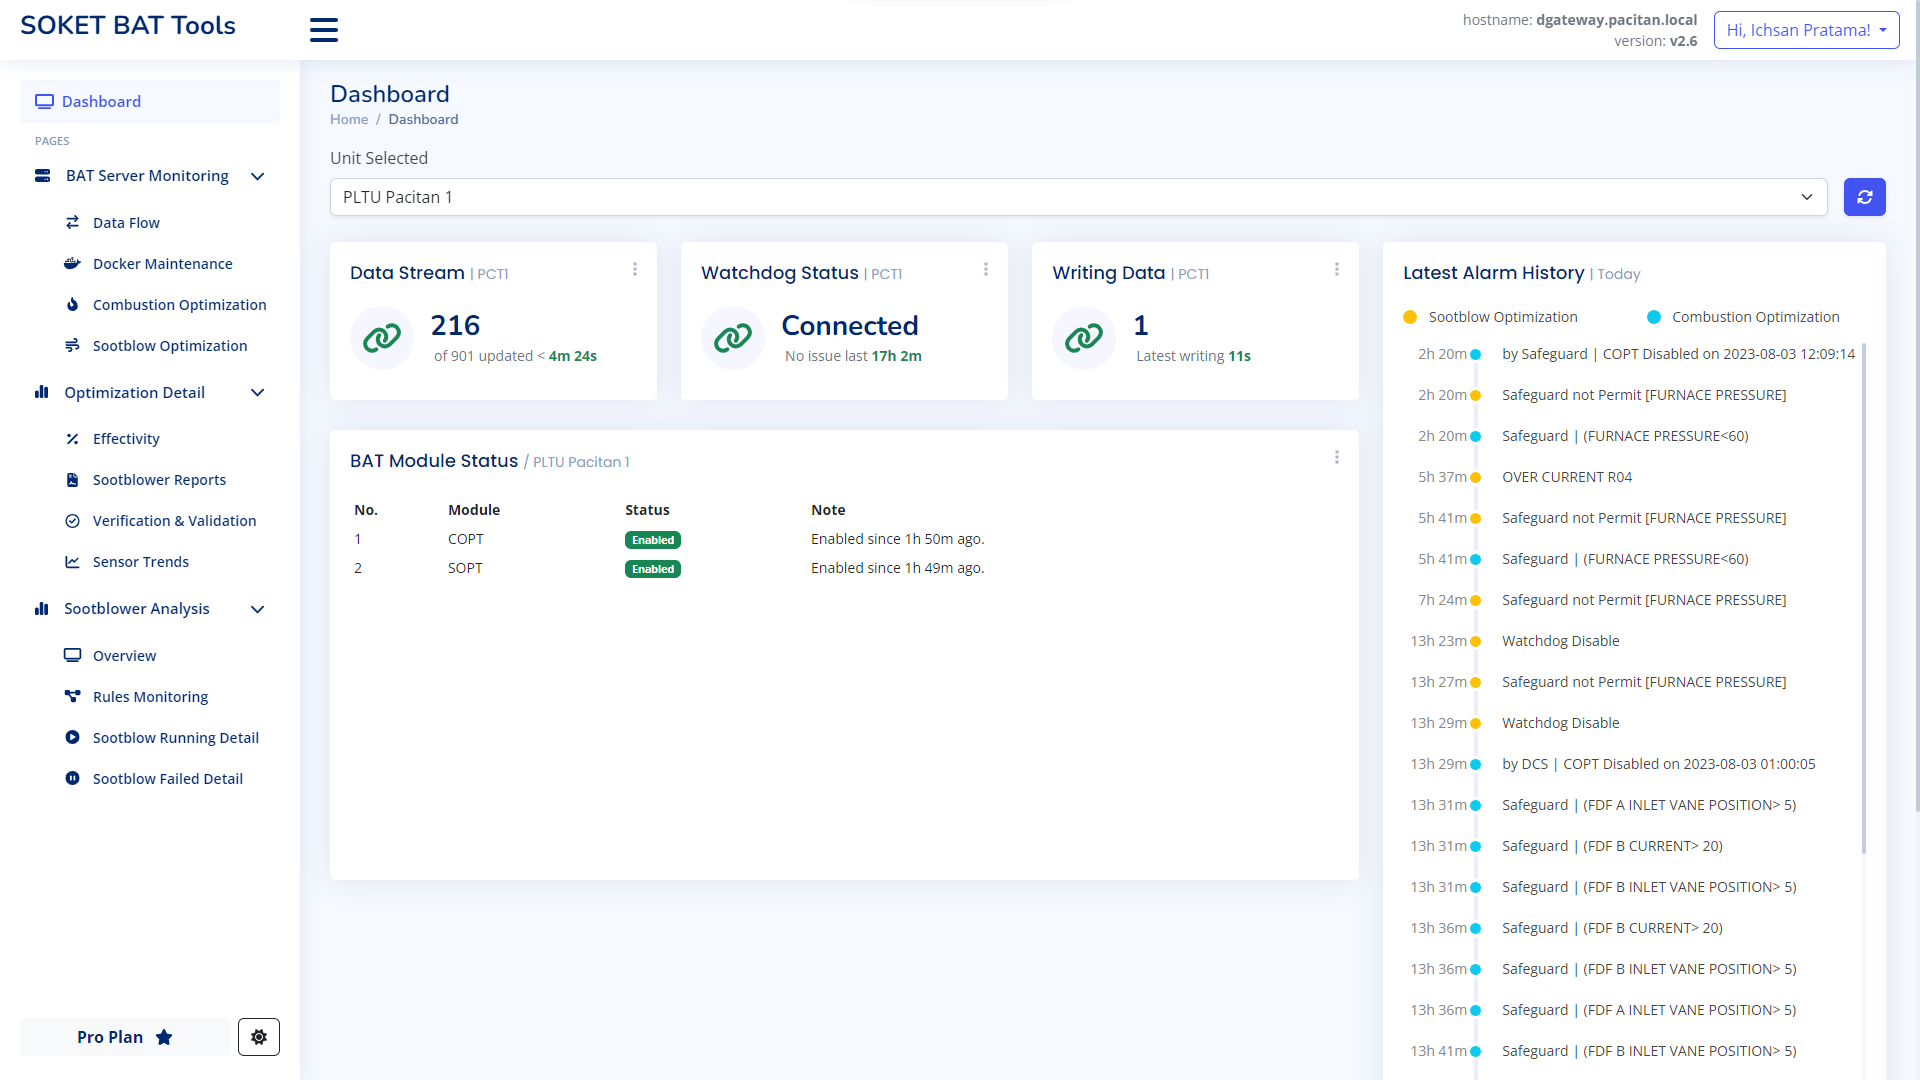 SOKET BAT Tools
hostname: dgateway.pacitan.local
version: v2.6
Hi, Ichsan Pratama!
Dashboard
PAGES
BAT Server Monitoring
Data Flow
Docker Maintenance
Combustion Optimization
Sootblow Optimization
Optimization Detail
Effectivity
Sootblower Reports
Verification & Validation
Sensor Trends
Sootblower Analysis
Overview
Rules Monitoring
Sootblow Running Detail
Sootblow Failed Detail
Pro Plan
Dashboard
Home / Dashboard
Unit Selected
PLTU Pacitan 1
Data Stream | PCT1
216
of 901 updated < 4m 24s
Watchdog Status | PCT1
Connected
No issue last 17h 2m
Writing Data | PCT1
1
Latest writing 11s
BAT Module Status / PLTU Pacitan 1
No. Module Status Note
1 COPT Enabled Enabled since 1h 50m ago.
2 SOPT Enabled Enabled since 1h 49m ago.
Latest Alarm History | Today
Sootblow Optimization Combustion Optimization
2h 20m by Safeguard | COPT Disabled on 2023-08-03 12:09:14
2h 20m Safeguard not Permit [FURNACE PRESSURE]
2h 20m Safeguard | (FURNACE PRESSURE<60)
5h 37m OVER CURRENT R04
5h 41m Safeguard not Permit [FURNACE PRESSURE]
5h 41m Safeguard | (FURNACE PRESSURE<60)
7h 24m Safeguard not Permit [FURNACE PRESSURE]
13h 23m Watchdog Disable
13h 27m Safeguard not Permit [FURNACE PRESSURE]
13h 29m Watchdog Disable
13h 29m by DCS | COPT Disabled on 2023-08-03 01:00:05
13h 31m Safeguard | (FDF A INLET VANE POSITION> 5)
13h 31m Safeguard | (FDF B CURRENT> 20)
13h 31m Safeguard | (FDF B INLET VANE POSITION> 5)
13h 36m Safeguard | (FDF B CURRENT> 20)
13h 36m Safeguard | (FDF B INLET VANE POSITION> 5)
13h 36m Safeguard | (FDF A INLET VANE POSITION> 5)
13h 41m Safeguard | (FDF B INLET VANE POSITION> 5)